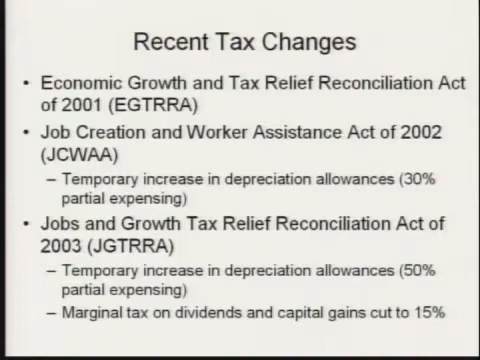 Recent Tax Changes
• Economic Growth and Tax Relief Reconciliation Act
of 2001 (EGTRRA)
• Job Creation and Worker Assistance Act of 2002
(JCWAA)
– Temporary increase in depreciation allowances (30%
partial expensing)
• Jobs and Growth Tax Relief Reconciliation Act of
2003 (JGTRRA)
– Temporary increase in depreciation allowances (50%
partial expensing)
– Marginal tax on dividends and capital gains cut to 15%